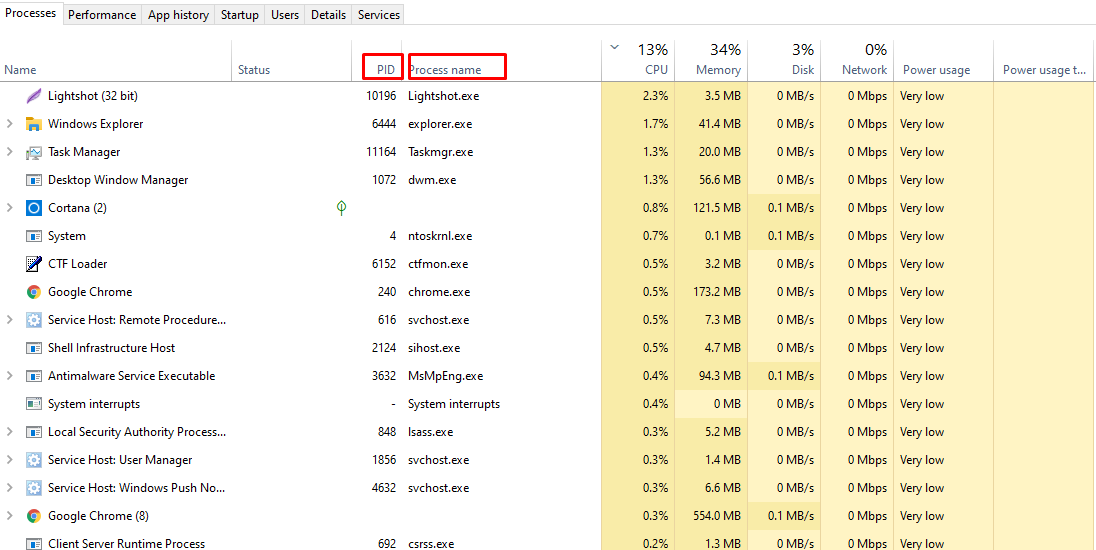 Processes Performance App history Startup Users Details Services
13% 34% 3% 0%
Name Status PID Process name CPU Memory Disk Network Power usage Power usage t...
Lightshot (32 bit) 10196 Lightshot.exe 2.3% 3.5 MB 0 MB/s 0 Mbps Very low
Windows Explorer 6444 explorer.exe 1.7% 41.4 MB 0 MB/s 0 Mbps Very low
Task Manager 11164 Taskmgr.exe 1.3% 20.0 MB 0 MB/s 0 Mbps Very low
Desktop Window Manager 1072 dwm.exe 1.3% 56.6 MB 0 MB/s 0 Mbps Very low
Cortana (2) 0.8% 121.5 MB 0.1 MB/s 0 Mbps Very low
System 4 ntoskrnl.exe 0.7% 0.1 MB 0.1 MB/s 0 Mbps Very low
CTF Loader 6152 ctfmon.exe 0.5% 3.2 MB 0 MB/s 0 Mbps Very low
Google Chrome 240 chrome.exe 0.5% 173.2 MB 0 MB/s 0 Mbps Very low
Service Host: Remote Procedure... 616 svchost.exe 0.5% 7.3 MB 0 MB/s 0 Mbps Very low
Shell Infrastructure Host 2124 sihost.exe 0.5% 4.7 MB 0 MB/s 0 Mbps Very low
Antimalware Service Executable 3632 MsMpEng.exe 0.4% 94.3 MB 0.1 MB/s 0 Mbps Very low
System interrupts - System interrupts 0.4% 0 MB 0 MB/s 0 Mbps Very low
Local Security Authority Process... 848 lsass.exe 0.3% 5.2 MB 0 MB/s 0 Mbps Very low
Service Host: User Manager 1856 svchost.exe 0.3% 1.4 MB 0 MB/s 0 Mbps Very low
Service Host: Windows Push No... 4632 svchost.exe 0.3% 6.6 MB 0 MB/s 0 Mbps Very low
Google Chrome (8) 0.3% 554.0 MB 0.1 MB/s 0 Mbps Very low
Client Server Runtime Process 692 csrss.exe 0.2% 1.3 MB 0 MB/s 0 Mbps Very low